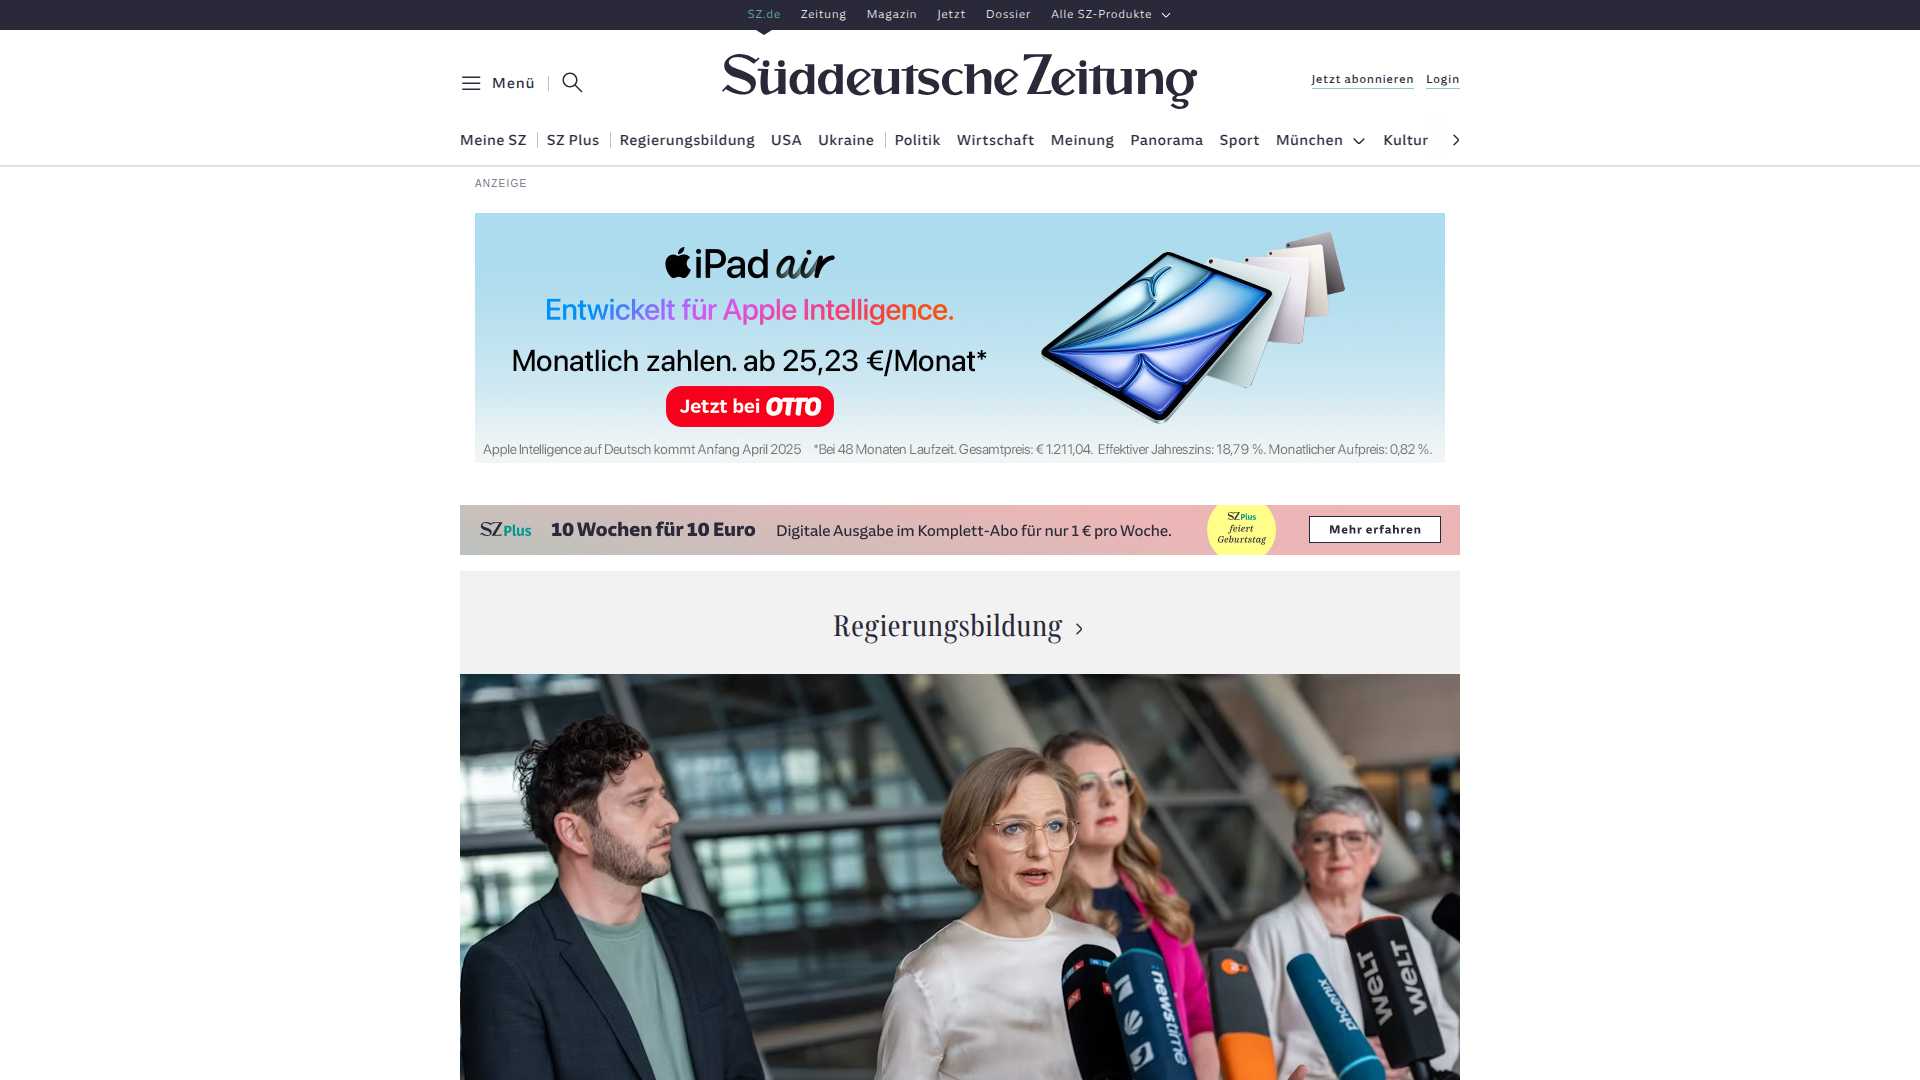 SZ.de Zeitung Magazin Jetzt Dossier Alle SZ-Produkte
Menü
Süddeutsche Zeitung
Jetzt abonnieren Login
Meine SZ SZ Plus Regierungsbildung USA Ukraine Politik Wirtschaft Meinung Panorama Sport München Kultur
ANZEIGE
iPad air
Entwickelt für Apple Intelligence.
Monatlich zahlen. ab 25,23 €/Monat*
Jetzt bei OTTO
Apple Intelligence auf Deutsch kommt Anfang April 2025 *Bei 48 Monaten Laufzeit. Gesamtpreis: € 1.211,04. Effektiver Jahreszins: 18,79 %. Monatlicher Aufpreis: 0,82 %.
SZ Plus 10 Wochen für 10 Euro Digitale Ausgabe im Komplett-Abo für nur 1 € pro Woche.
SZ Plus
feiert
Geburtstag
Mehr erfahren
Regierungsbildung
newstime
phoenix
welt
welt